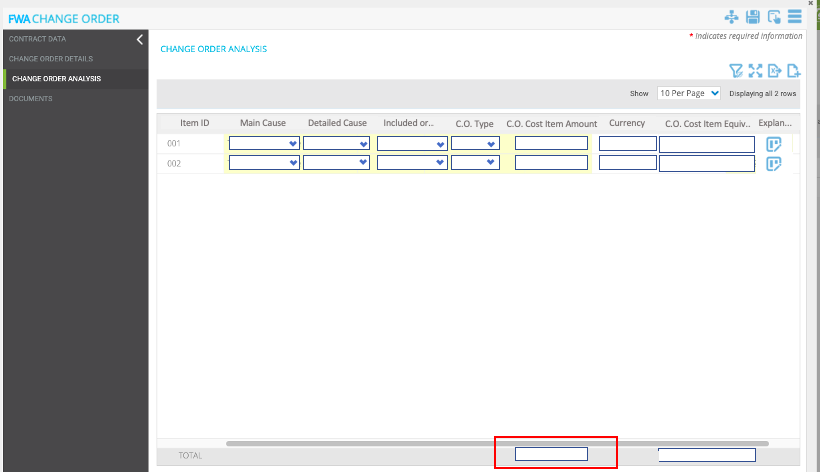 FWA CHANGE ORDER
* Indicates required information
CONTRACT DATA
CHANGE ORDER DETAILS
CHANGE ORDER ANALYSIS
DOCUMENTS
CHANGE ORDER ANALYSIS
Show 10 Per Page Displaying all 2 rows
Item ID Main Cause Detailed Cause Included or... C.O. Type C.O. Cost Item Amount Currency C.O. Cost Item Equiv.. Explan...
001
002
TOTAL